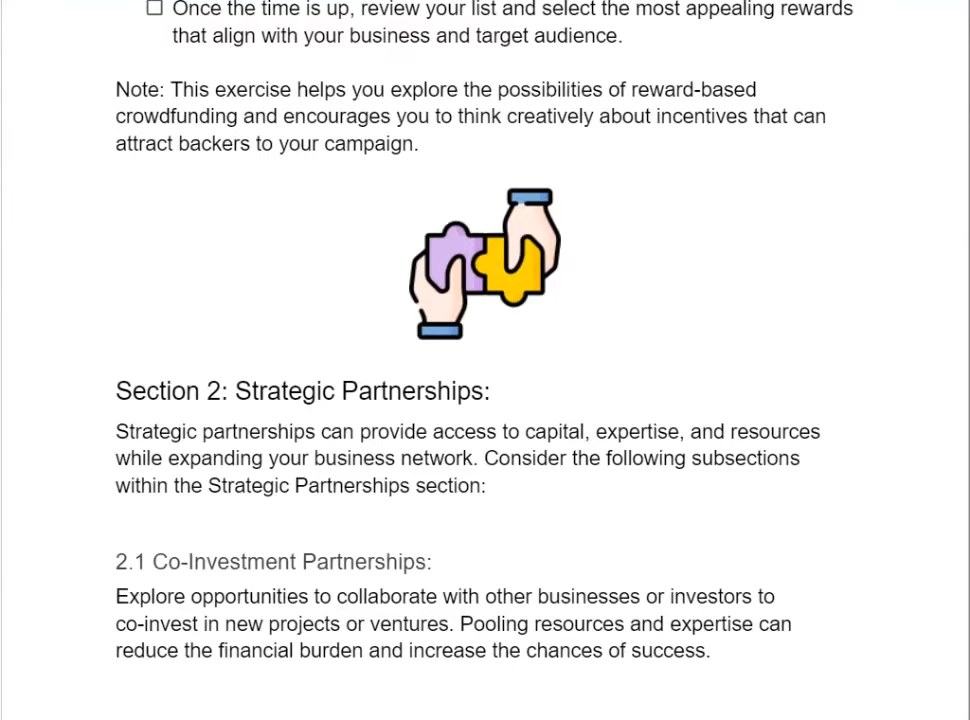 ☐ Once the time is up, review your list and select the most appealing rewards
that align with your business and target audience.
Note: This exercise helps you explore the possibilities of reward-based
crowdfunding and encourages you to think creatively about incentives that can
attract backers to your campaign.
Section 2: Strategic Partnerships:
Strategic partnerships can provide access to capital, expertise, and resources
while expanding your business network. Consider the following subsections
within the Strategic Partnerships section:
2.1 Co-Investment Partnerships:
Explore opportunities to collaborate with other businesses or investors to
co-invest in new projects or ventures. Pooling resources and expertise can
reduce the financial burden and increase the chances of success.